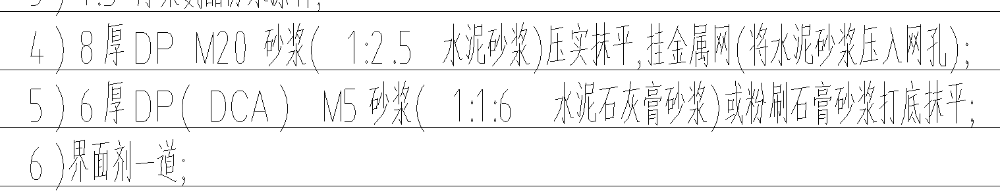 4）8厚DP M20 砂浆( 1:2.5 水泥砂浆)压实抹平,挂金属网(将水泥砂浆压入网孔);
5）6厚DP( DCA) M5砂浆( 1:1:6 水泥石灰膏砂浆)或粉刷石膏砂浆打底抹平;
6）界面剂一道;